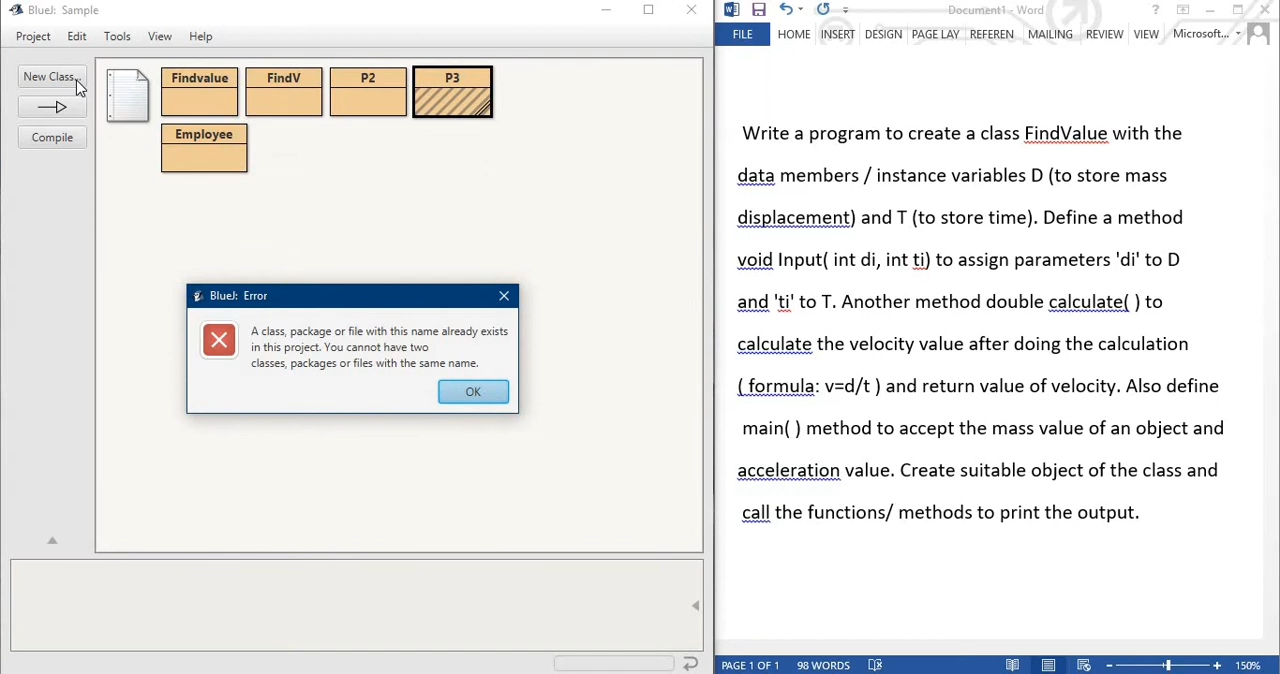 BlueJ: Sample
Project Edit Tools View Help
New Class...
Compile
Findvalue
FindV
P2
P3
Employee
BlueJ: Error
A class, package or file with this name already exists
in this project. You cannot have two
classes, packages or files with the same name.
OK
Document1 - Word
FILE HOME INSERT DESIGN PAGE LAY REFEREN MAILING REVIEW VIEW Microsoft...
Write a program to create a class FindValue with the
data members / instance variables D (to store mass
displacement) and T (to store time). Define a method
void Input( int di, int ti) to assign parameters 'di' to D
and 'ti' to T. Another method double calculate( ) to
calculate the velocity value after doing the calculation
( formula: v=d/t ) and return value of velocity. Also define
main( ) method to accept the mass value of an object and
acceleration value. Create suitable object of the class and
call the functions/ methods to print the output.
PAGE 1 OF 1 98 WORDS
150%